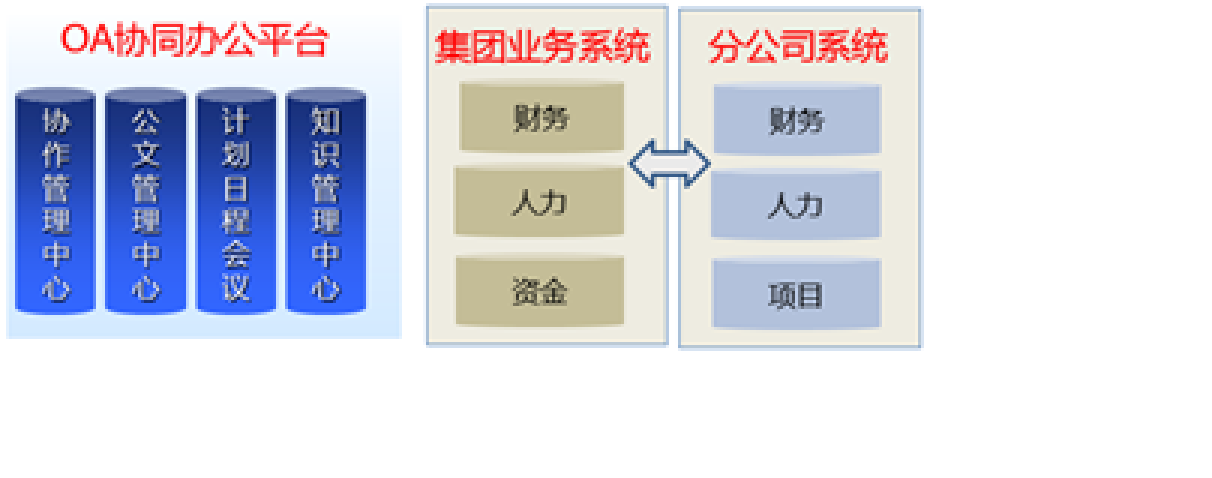 OA协同办公平台
协作管理中心
公文管理中心
计划日程会议
知识管理中心
集团业务系统
财务
人力
资金
分公司系统
财务
人力
项目